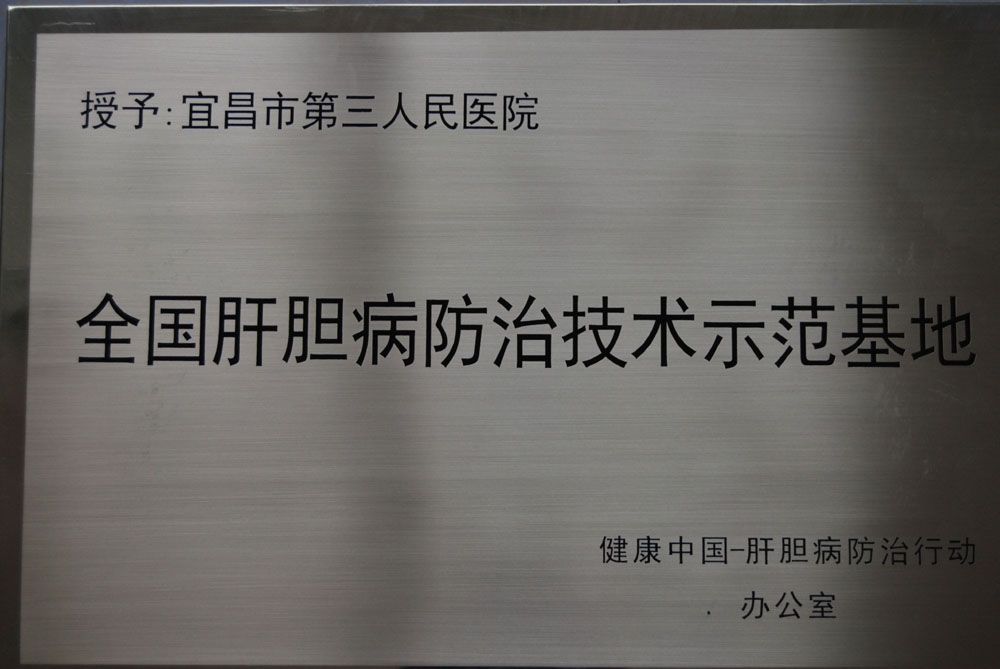 授予:宜昌市第三人民医院
全国肝胆病防治技术示范基地
健康中国-肝胆病防治行动
办公室